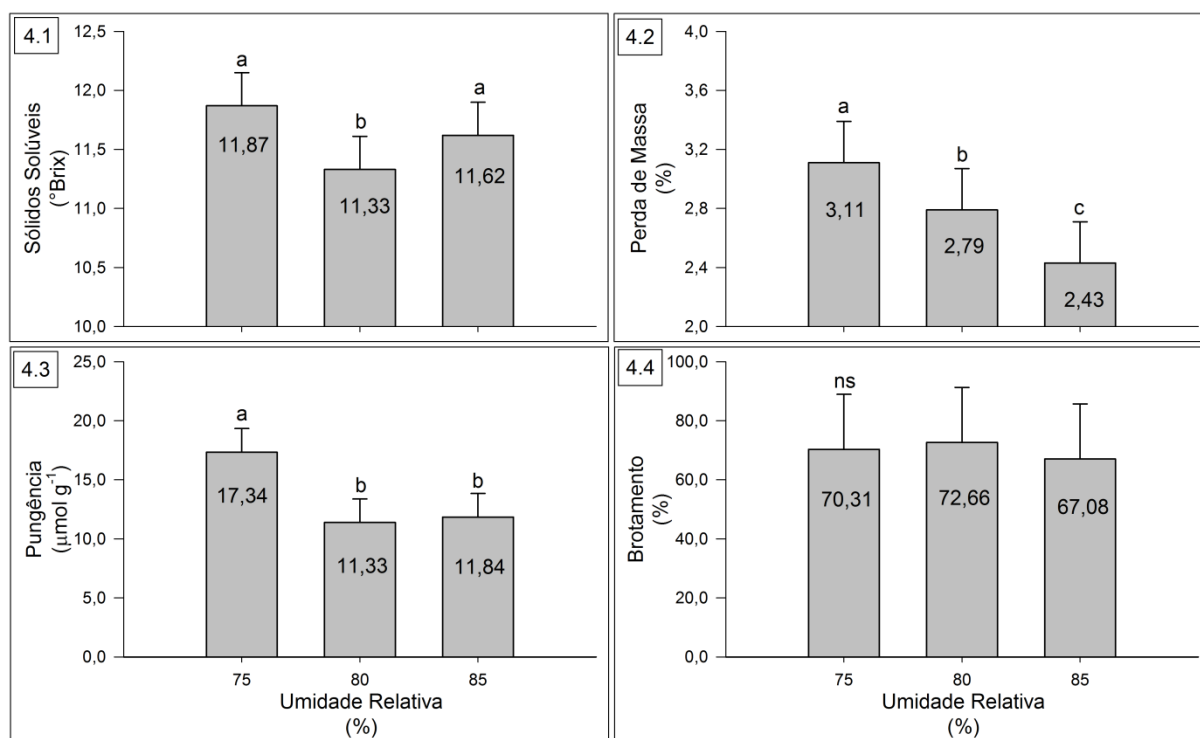 4.1
Sólidos Solúveis
(°Brix)
12,5
12,0
11,5
11,0
10,5
10,0
a
b
a
11,87
11,33
11,62
4.2
Perda de Massa
(%)
4,0
3,6
3,2
2,8
2,4
2,0
a
b
c
3,11
2,79
2,43
4.3
Pungência
(μmol g⁻¹)
25,0
20,0
15,0
10,0
5,0
0,0
a
b
b
17,34
11,33
11,84
75
80
85
Umidade Relativa
(%)
4.4
Brotamento
(%)
100,0
80,0
60,0
40,0
20,0
0,0
ns
70,31
72,66
67,08
75
80
85
Umidade Relativa
(%)